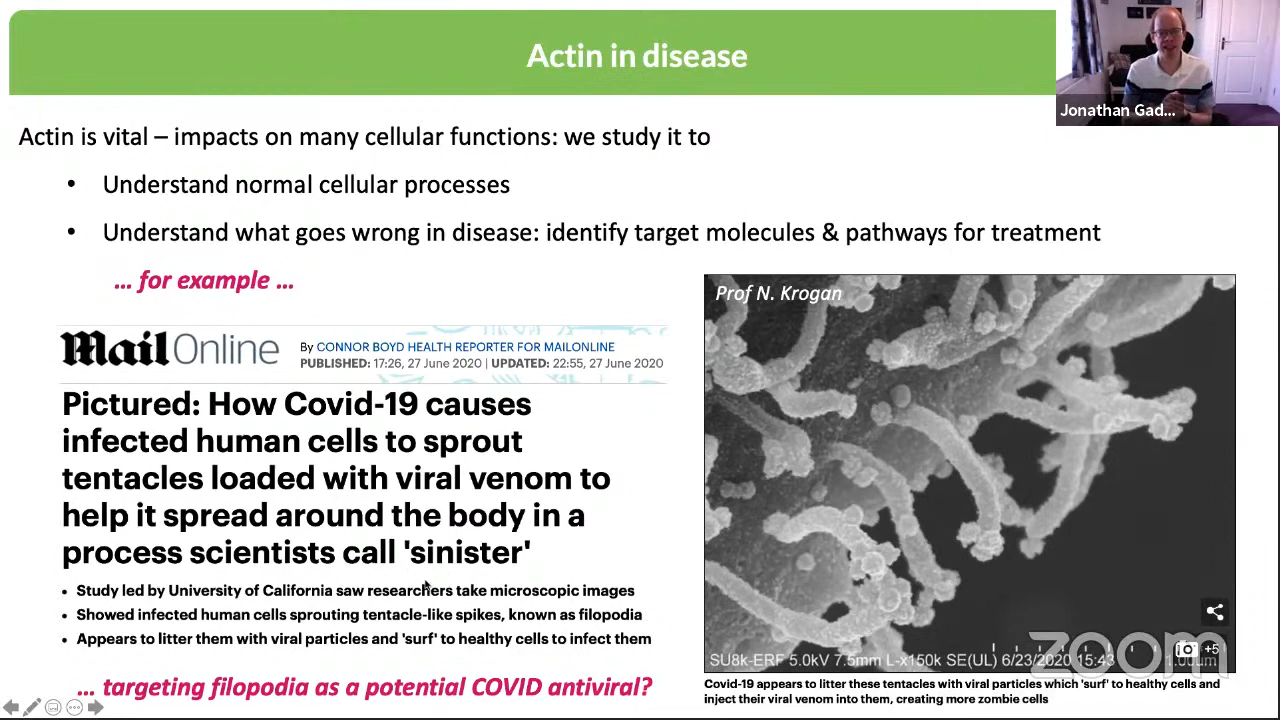 Actin in disease
Jonathan Gad...
Actin is vital – impacts on many cellular functions: we study it to
• Understand normal cellular processes
• Understand what goes wrong in disease: identify target molecules & pathways for treatment
... for example ...
Mail Online
By CONNOR BOYD HEALTH REPORTER FOR MAILONLINE
PUBLISHED: 17:26, 27 June 2020 | UPDATED: 22:55, 27 June 2020
Pictured: How Covid-19 causes
infected human cells to sprout
tentacles loaded with viral venom to
help it spread around the body in a
process scientists call 'sinister'
• Study led by University of California saw researchers take microscopic images
• Showed infected human cells sprouting tentacle-like spikes, known as filopodia
• Appears to litter them with viral particles and 'surf' to healthy cells to infect them
... targeting filopodia as a potential COVID antiviral?
Prof N. Krogan
+5
zoom
SU8k-ERF 5.0kV 7.5mm L-x150k SE(UL) 6/23/2020 15:43 1.00um
Covid-19 appears to litter these tentacles with viral particles which 'surf' to healthy cells and
inject their viral venom into them, creating more zombie cells